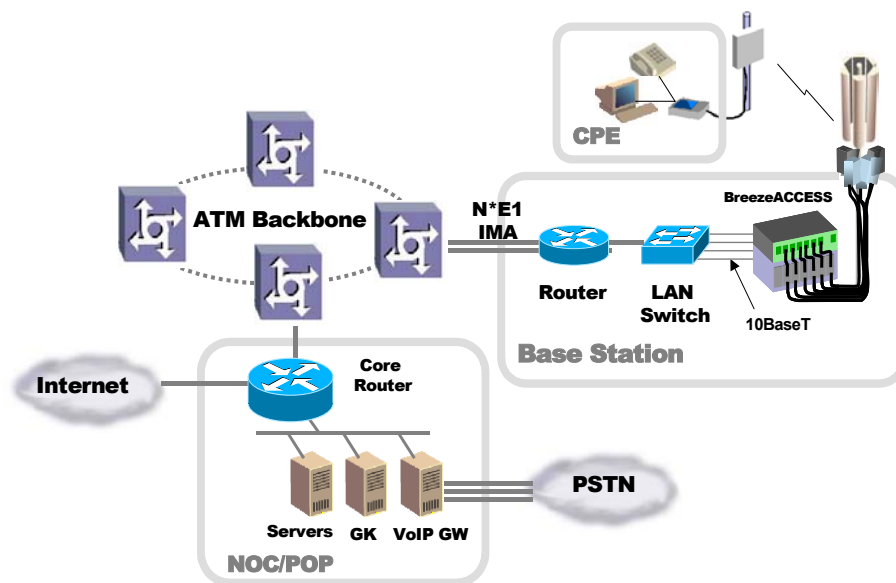 CPE
BreezeACCESS
ATM Backbone
N*E1
IMA
Router
LAN
Switch
10BaseT
Base Station
Internet
Core
Router
Servers
GK
VoIP GW
PSTN
NOC/POP